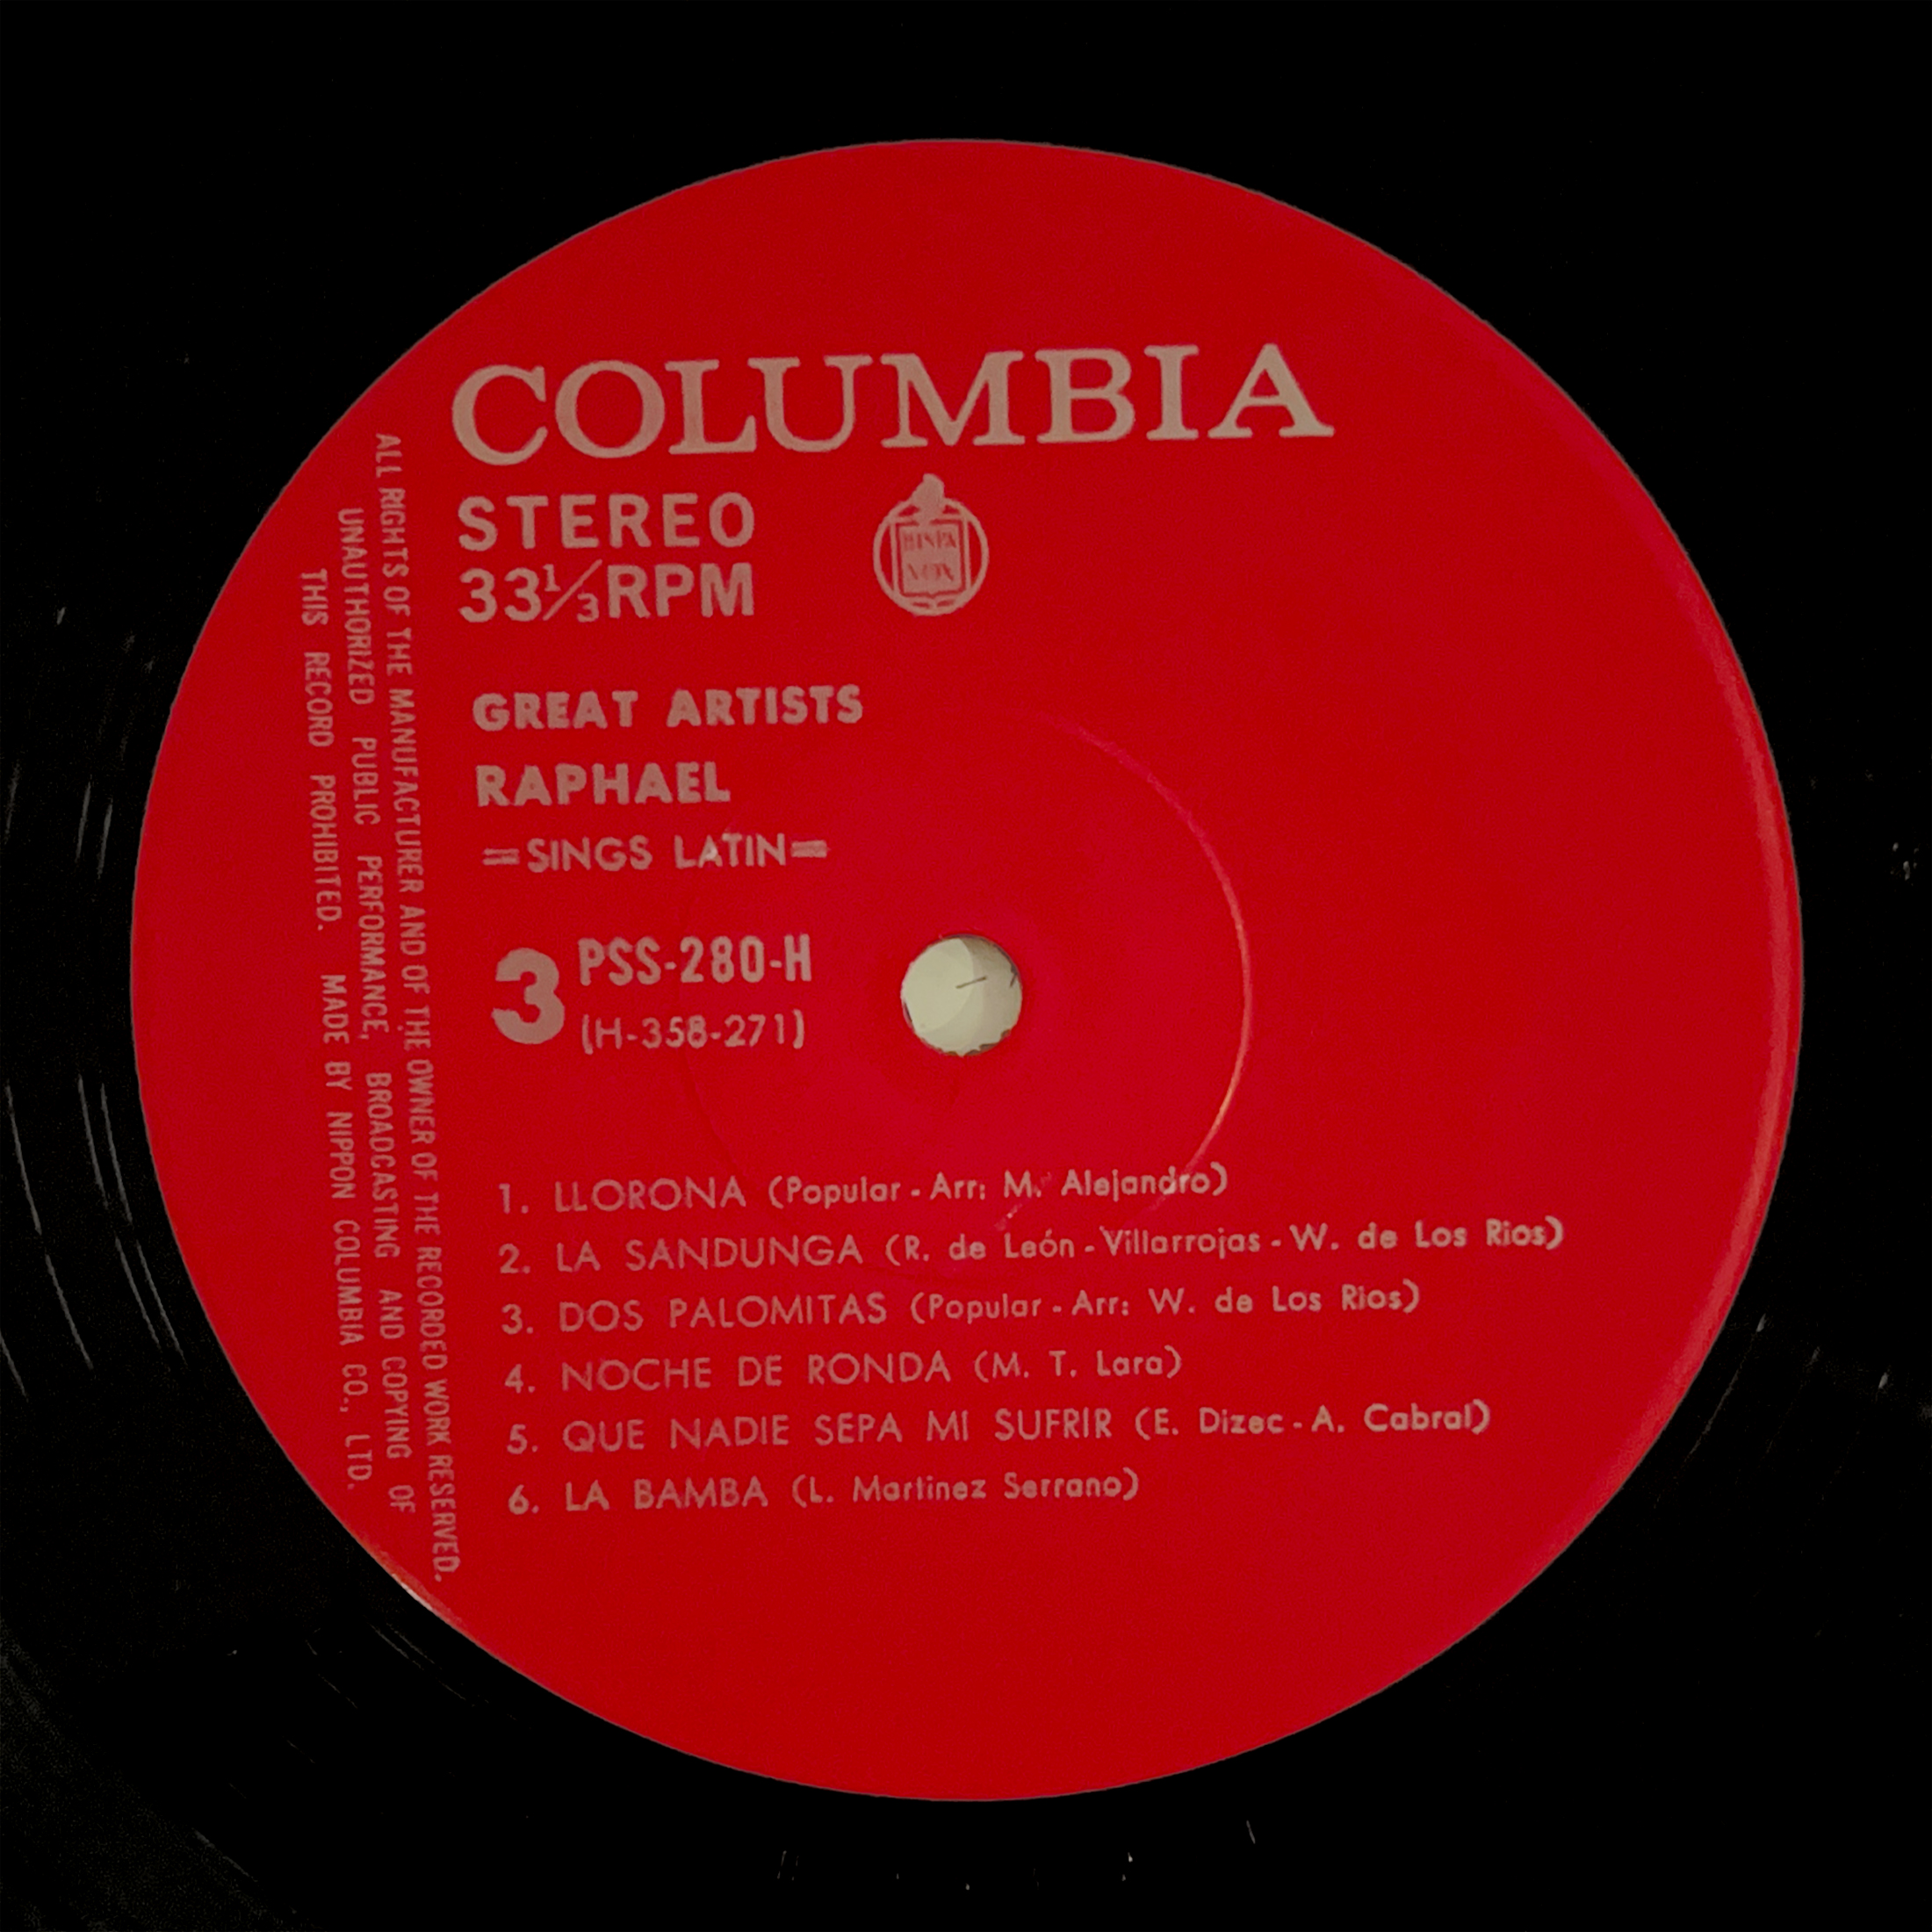 COLUMBIA
STEREO
33⅓RPM
HISPA
VOX
GREAT ARTISTS
RAPHAEL
=SINGS LATIN=
3 PSS-280-H
(H-358-271)
1. LLORONA (Popular - Arr: M. Alejandro)
2. LA SANDUNGA (R. de León - Villarrojas - W. de Los Rios)
3. DOS PALOMITAS (Popular - Arr: W. de Los Rios)
4. NOCHE DE RONDA (M. T. Lara)
5. QUE NADIE SEPA MI SUFRIR (E. Dizec - A. Cabral)
6. LA BAMBA (L. Martinez Serrano)
ALL RIGHTS OF THE MANUFACTURER AND OF THE OWNER OF THE RECORDED WORK RESERVED.
UNAUTHORIZED PUBLIC PERFORMANCE, BROADCASTING AND COPYING OF
THIS RECORD PROHIBITED. MADE BY NIPPON COLUMBIA CO., LTD.